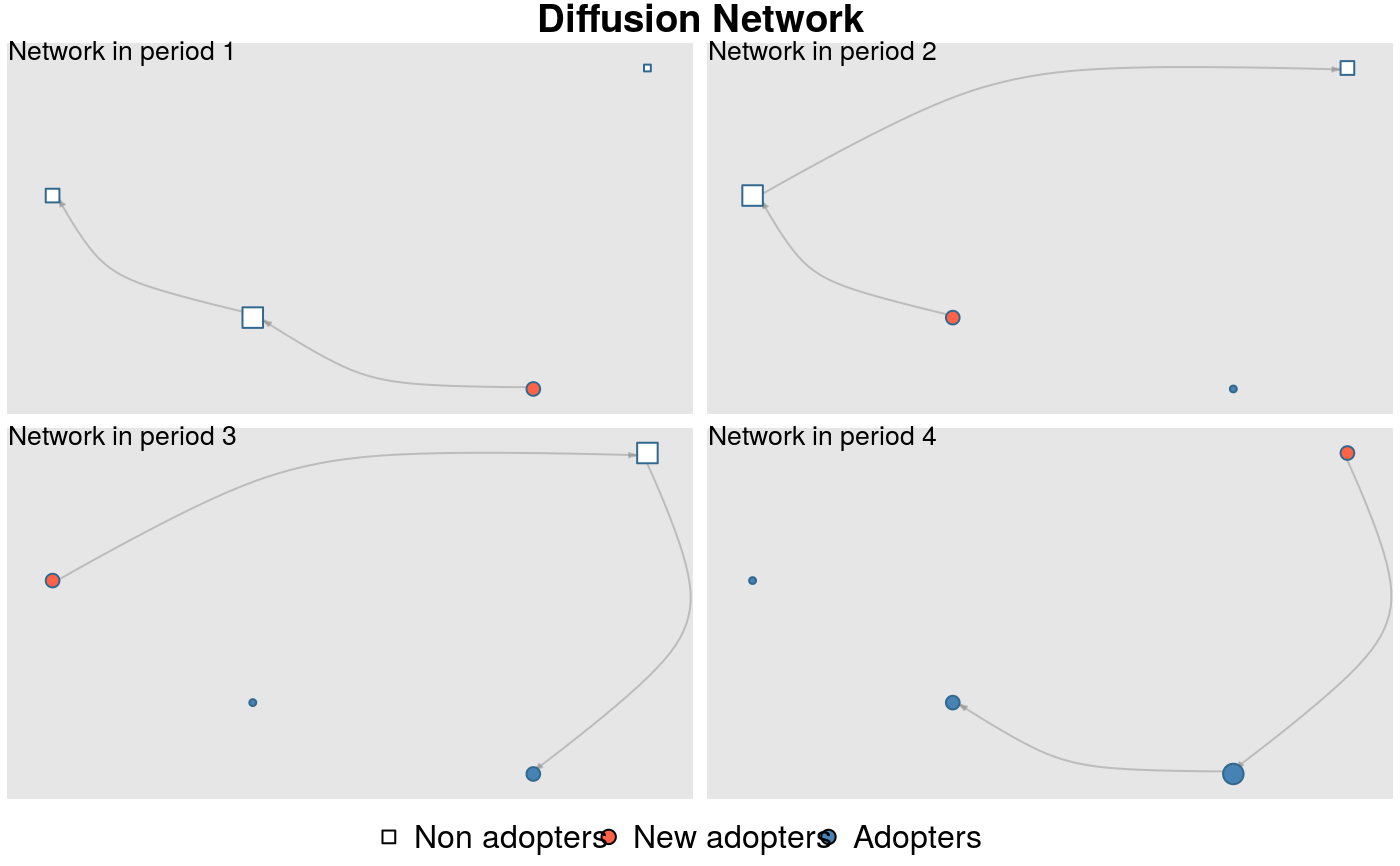 Diffusion Network
Network in period 1
Network in period 2
Network in period 3
Network in period 4
Non adopters New adopters Adopters